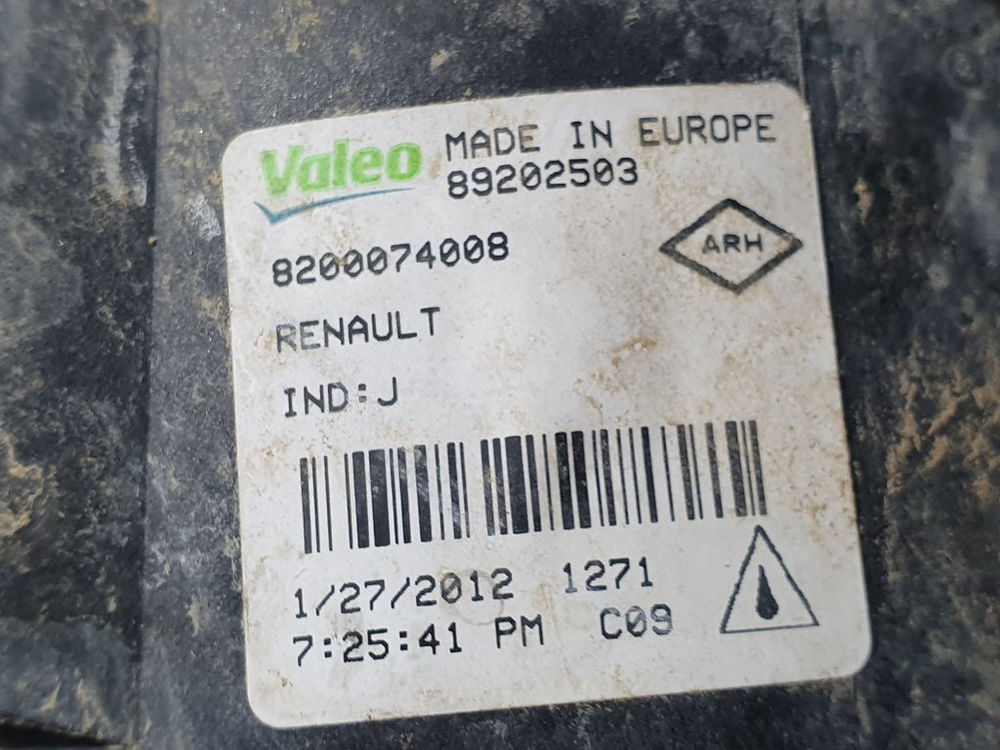 Valeo MADE IN EUROPE
89202503
ARH
8200074008
RENAULT
IND:J
1/27/2012 1271
7:25:41 PM C09